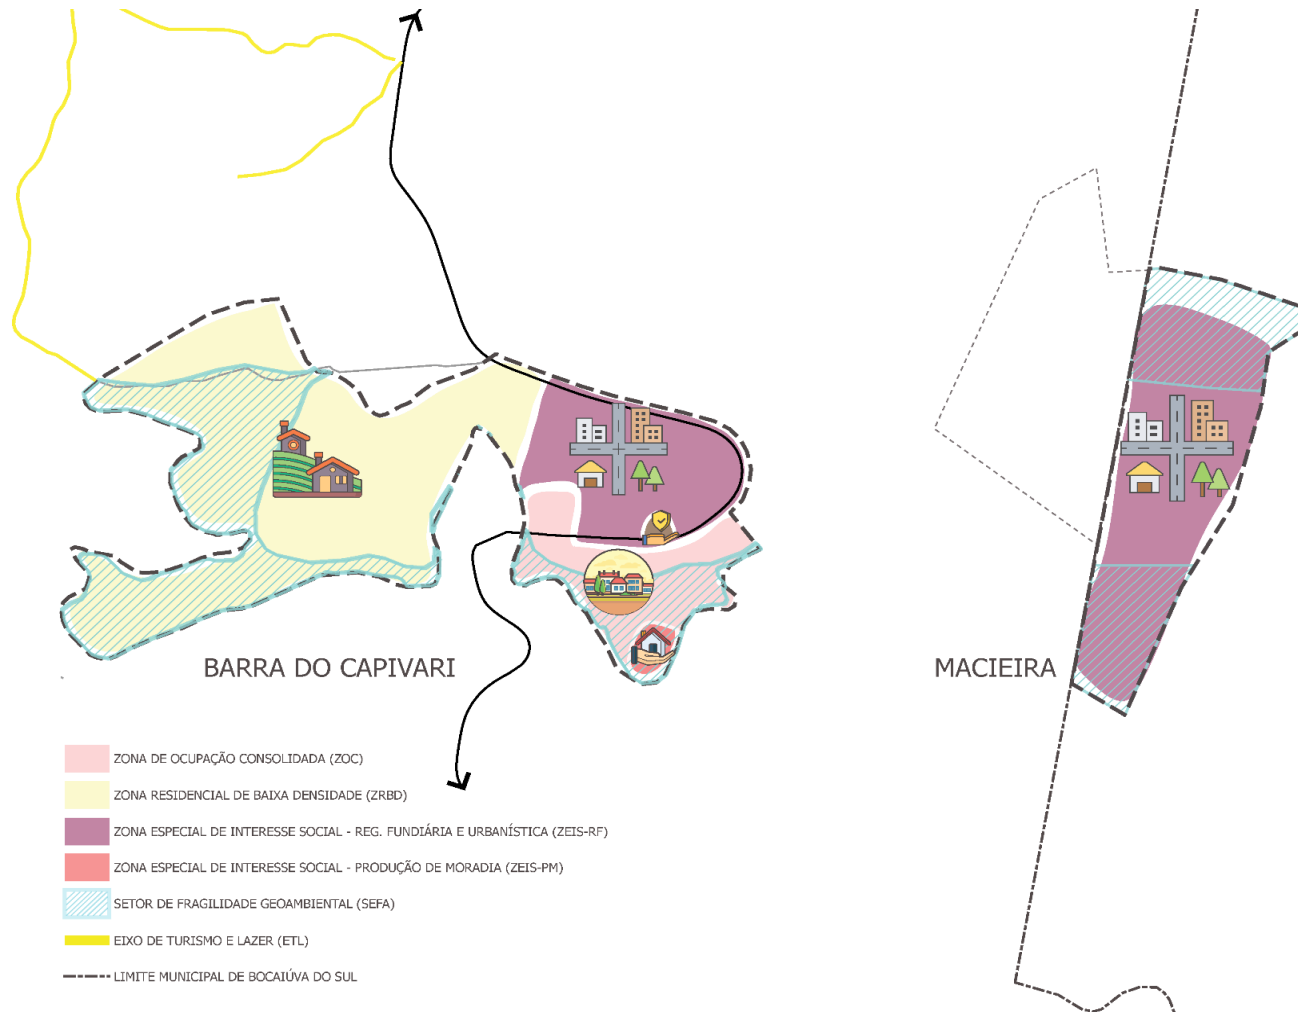 BARRA DO CAPIVARI
MACIEIRA
ZONA DE OCUPAÇÃO CONSOLIDADA (ZOC)
ZONA RESIDENCIAL DE BAIXA DENSIDADE (ZRBD)
ZONA ESPECIAL DE INTERESSE SOCIAL - REG. FUNDIÁRIA E URBANÍSTICA (ZEIS-RF)
ZONA ESPECIAL DE INTERESSE SOCIAL - PRODUÇÃO DE MORADIA (ZEIS-PM)
SETOR DE FRAGILIDADE GEOAMBIENTAL (SEFA)
EIXO DE TURISMO E LAZER (ETL)
LIMITE MUNICIPAL DE BOCAIÚVA DO SUL